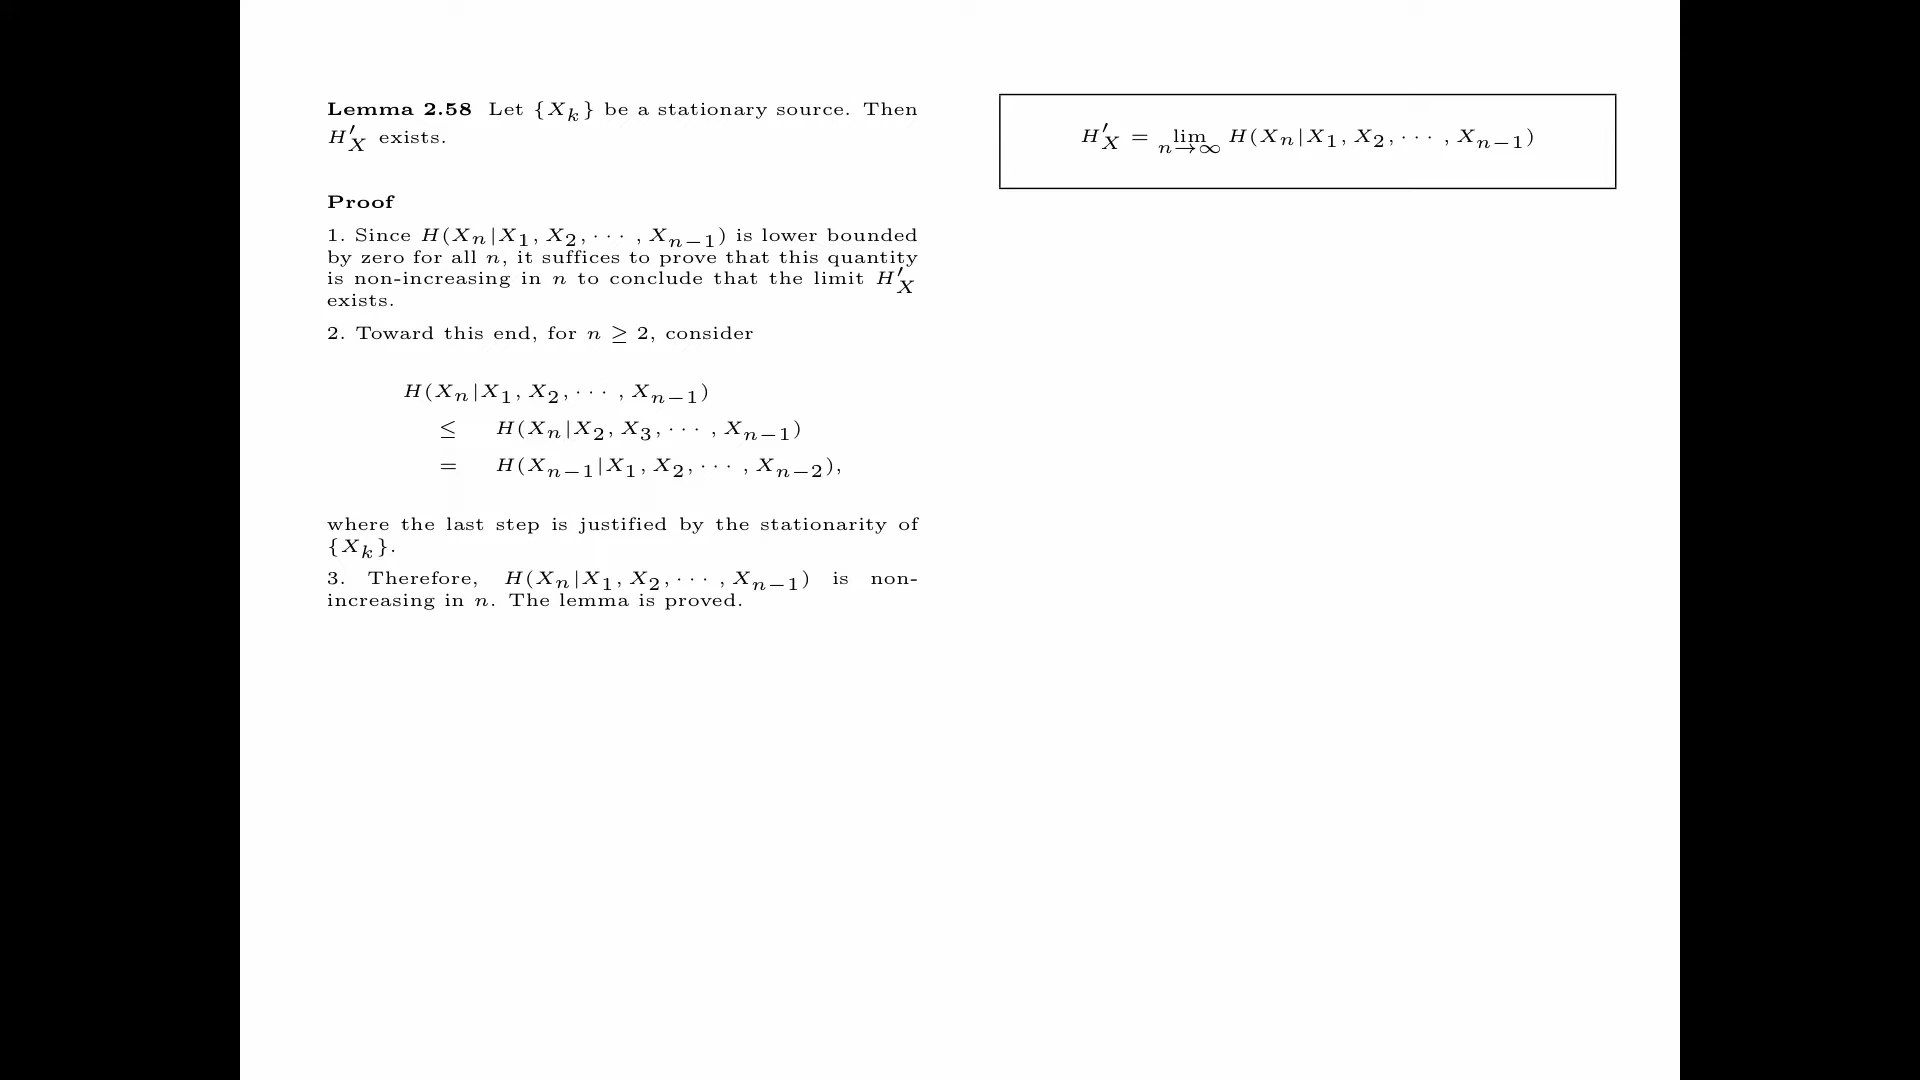 Lemma 2.58 Let {X_k} be a stationary source. Then
H′_X exists.
Proof
1. Since H(X_n|X_1, X_2, · · · , X_{n−1}) is lower bounded
by zero for all n, it suffices to prove that this quantity
is non-increasing in n to conclude that the limit H′_X
exists.
2. Toward this end, for n ≥ 2, consider
H(X_n|X_1, X_2, · · · , X_{n−1})
≤ H(X_n|X_2, X_3, · · · , X_{n−1})
= H(X_{n−1}|X_1, X_2, · · · , X_{n−2}),
where the last step is justified by the stationarity of
{X_k}.
3. Therefore, H(X_n|X_1, X_2, · · · , X_{n−1}) is non-
increasing in n. The lemma is proved.
H′_X = lim_{n→∞} H(X_n|X_1, X_2, · · · , X_{n−1})